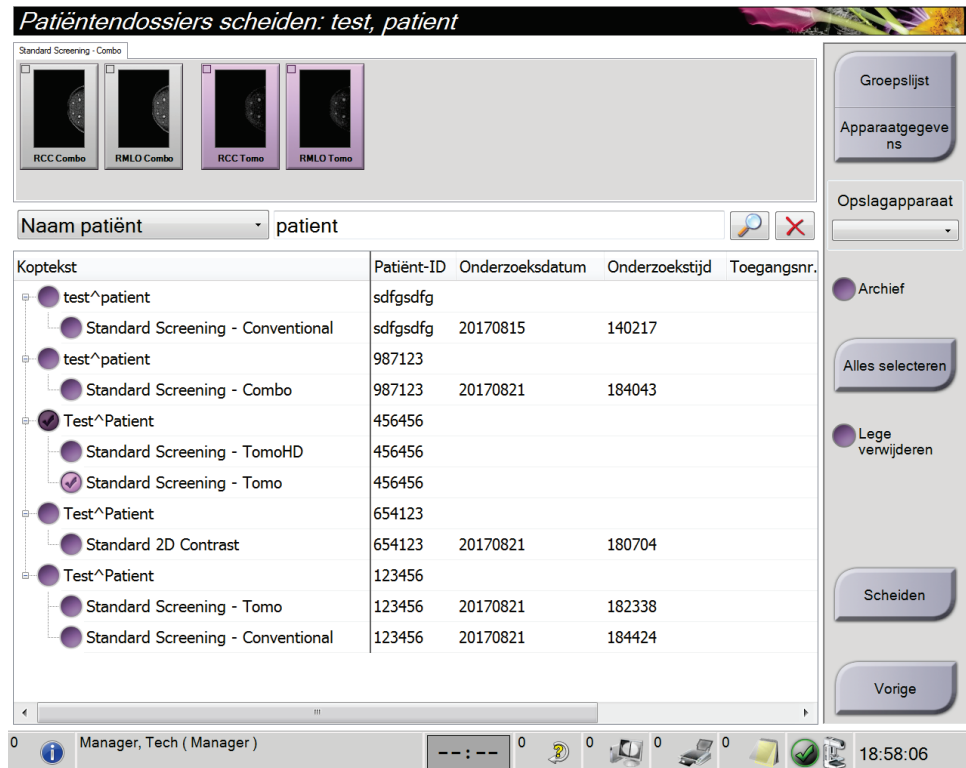 Patiëntendossiers scheiden: test, patient
Standard Screening - Combo
RCC Combo RMLO Combo RCC Tomo RMLO Tomo
Groepslijst
Apparaatgegeve
ns
Opslagapparaat
Naam patiënt patient
Koptekst Patiënt-ID Onderzoeksdatum Onderzoekstijd Toegangsnr.
test^patient sdfgsdfg
Standard Screening - Conventional sdfgsdfg 20170815 140217
test^patient 987123
Standard Screening - Combo 987123 20170821 184043
Test^Patient 456456
Standard Screening - TomoHD 456456
Standard Screening - Tomo 456456
Test^Patient 654123
Standard 2D Contrast 654123 20170821 180704
Test^Patient 123456
Standard Screening - Tomo 123456 20170821 182338
Standard Screening - Conventional 123456 20170821 184424
Archief
Alles selecteren
Lege
verwijderen
Scheiden
Vorige
0 Manager, Tech ( Manager ) --:-- 0 0 0 0 18:58:06